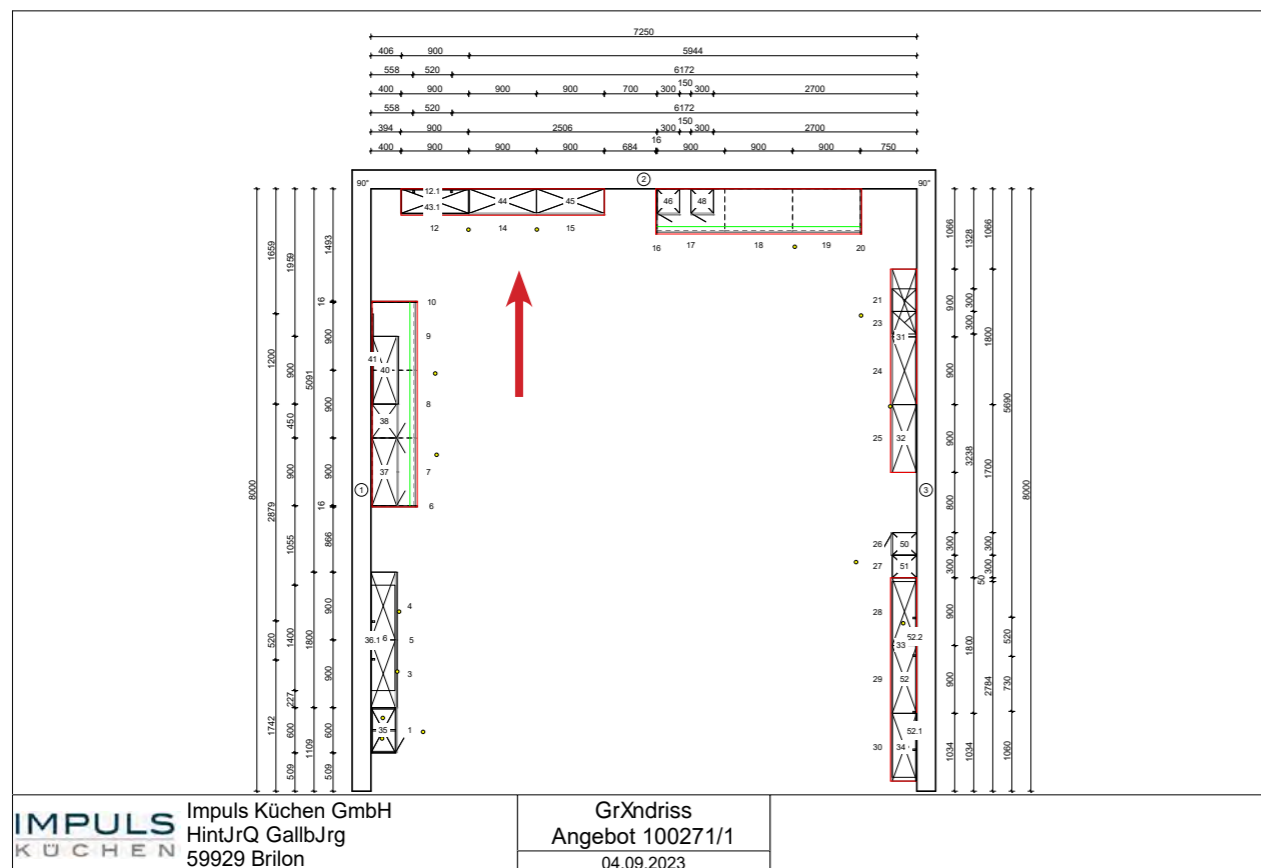 7250
406 900 5944
558 520 6172
150
400 900 900 900 700 300 300 2700
558 520 6172
150
394 900 2506 300 300 2700
16
400 900 900 900 684 900 900 900 750
90° 2 90°
12.1 43.1 44 45 46 48
12 14 15 16 17 18 19 20
8000
1659 1200 2879 520 1742
1959 900 450 900 1055 1400 227 600 509
5091 1800 1109
1493 16 900 900 900 16 866 900 900 600 509
1
10
9
41 40
8
38
37 7
6
4
36.1 6 5
3
35 1
21
23
31
24
25 32
3
26 50
27 51
28
52.2
33
29 52
52.1
30 34
1066 900 900 900 800 300 300 900 900 1034
1328 300 300 3238 1800 1034
1066 1800 1700 300 300 50 2784
5690 520 730 1060
8000
IMPULS
KÜCHEN
Impuls Küchen GmbH
HintJrQ GallbJrg
59929 Brilon
GrXndriss
Angebot 100271/1
04.09.2023